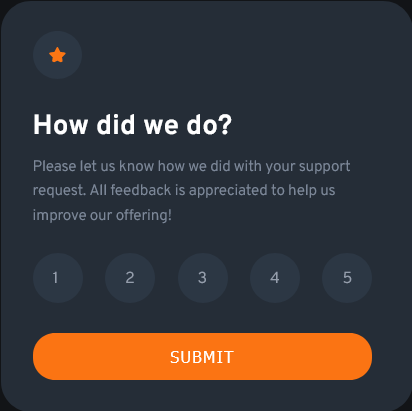 How did we do?
Please let us know how we did with your support
request. All feedback is appreciated to help us
improve our offering!
1 2 3 4 5
SUBMIT